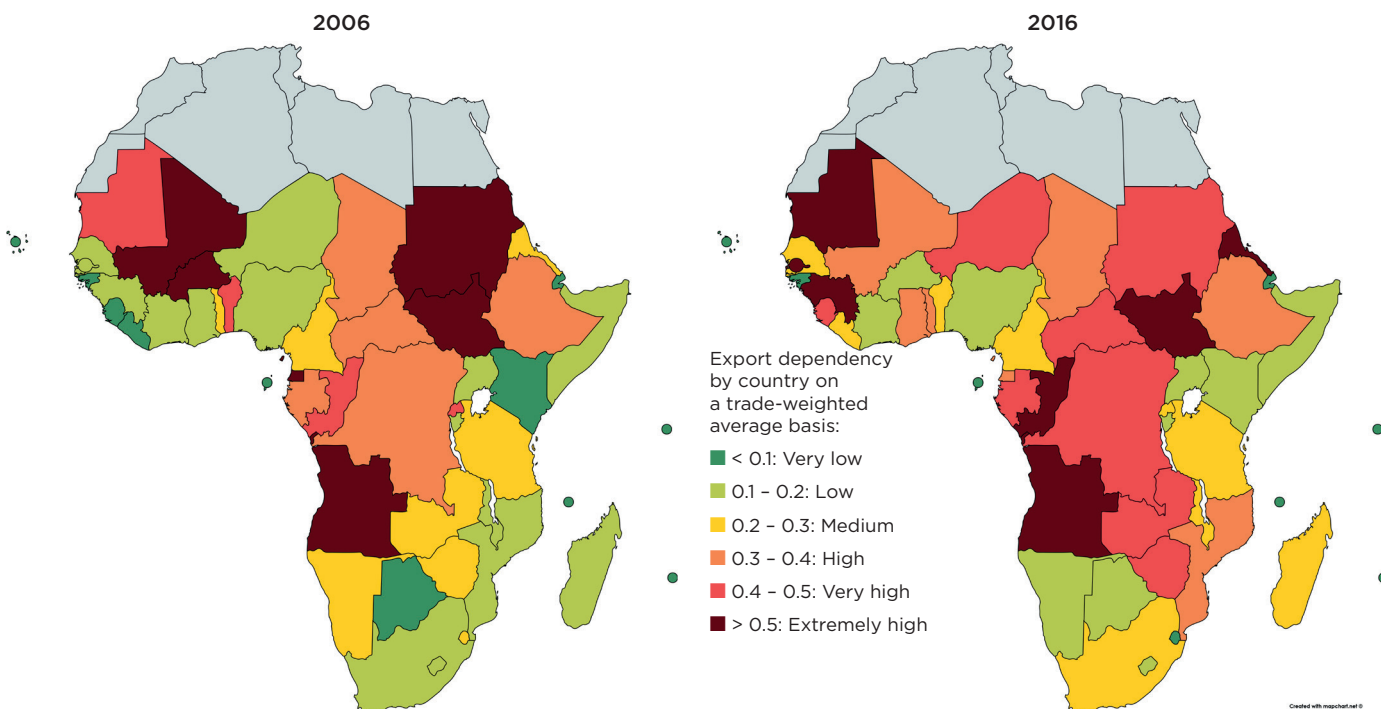 2006
2016
Export dependency
by country on
a trade-weighted
average basis:
< 0.1: Very low
0.1 – 0.2: Low
0.2 – 0.3: Medium
0.3 – 0.4: High
0.4 – 0.5: Very high
> 0.5: Extremely high
Created with mapchart.net ©